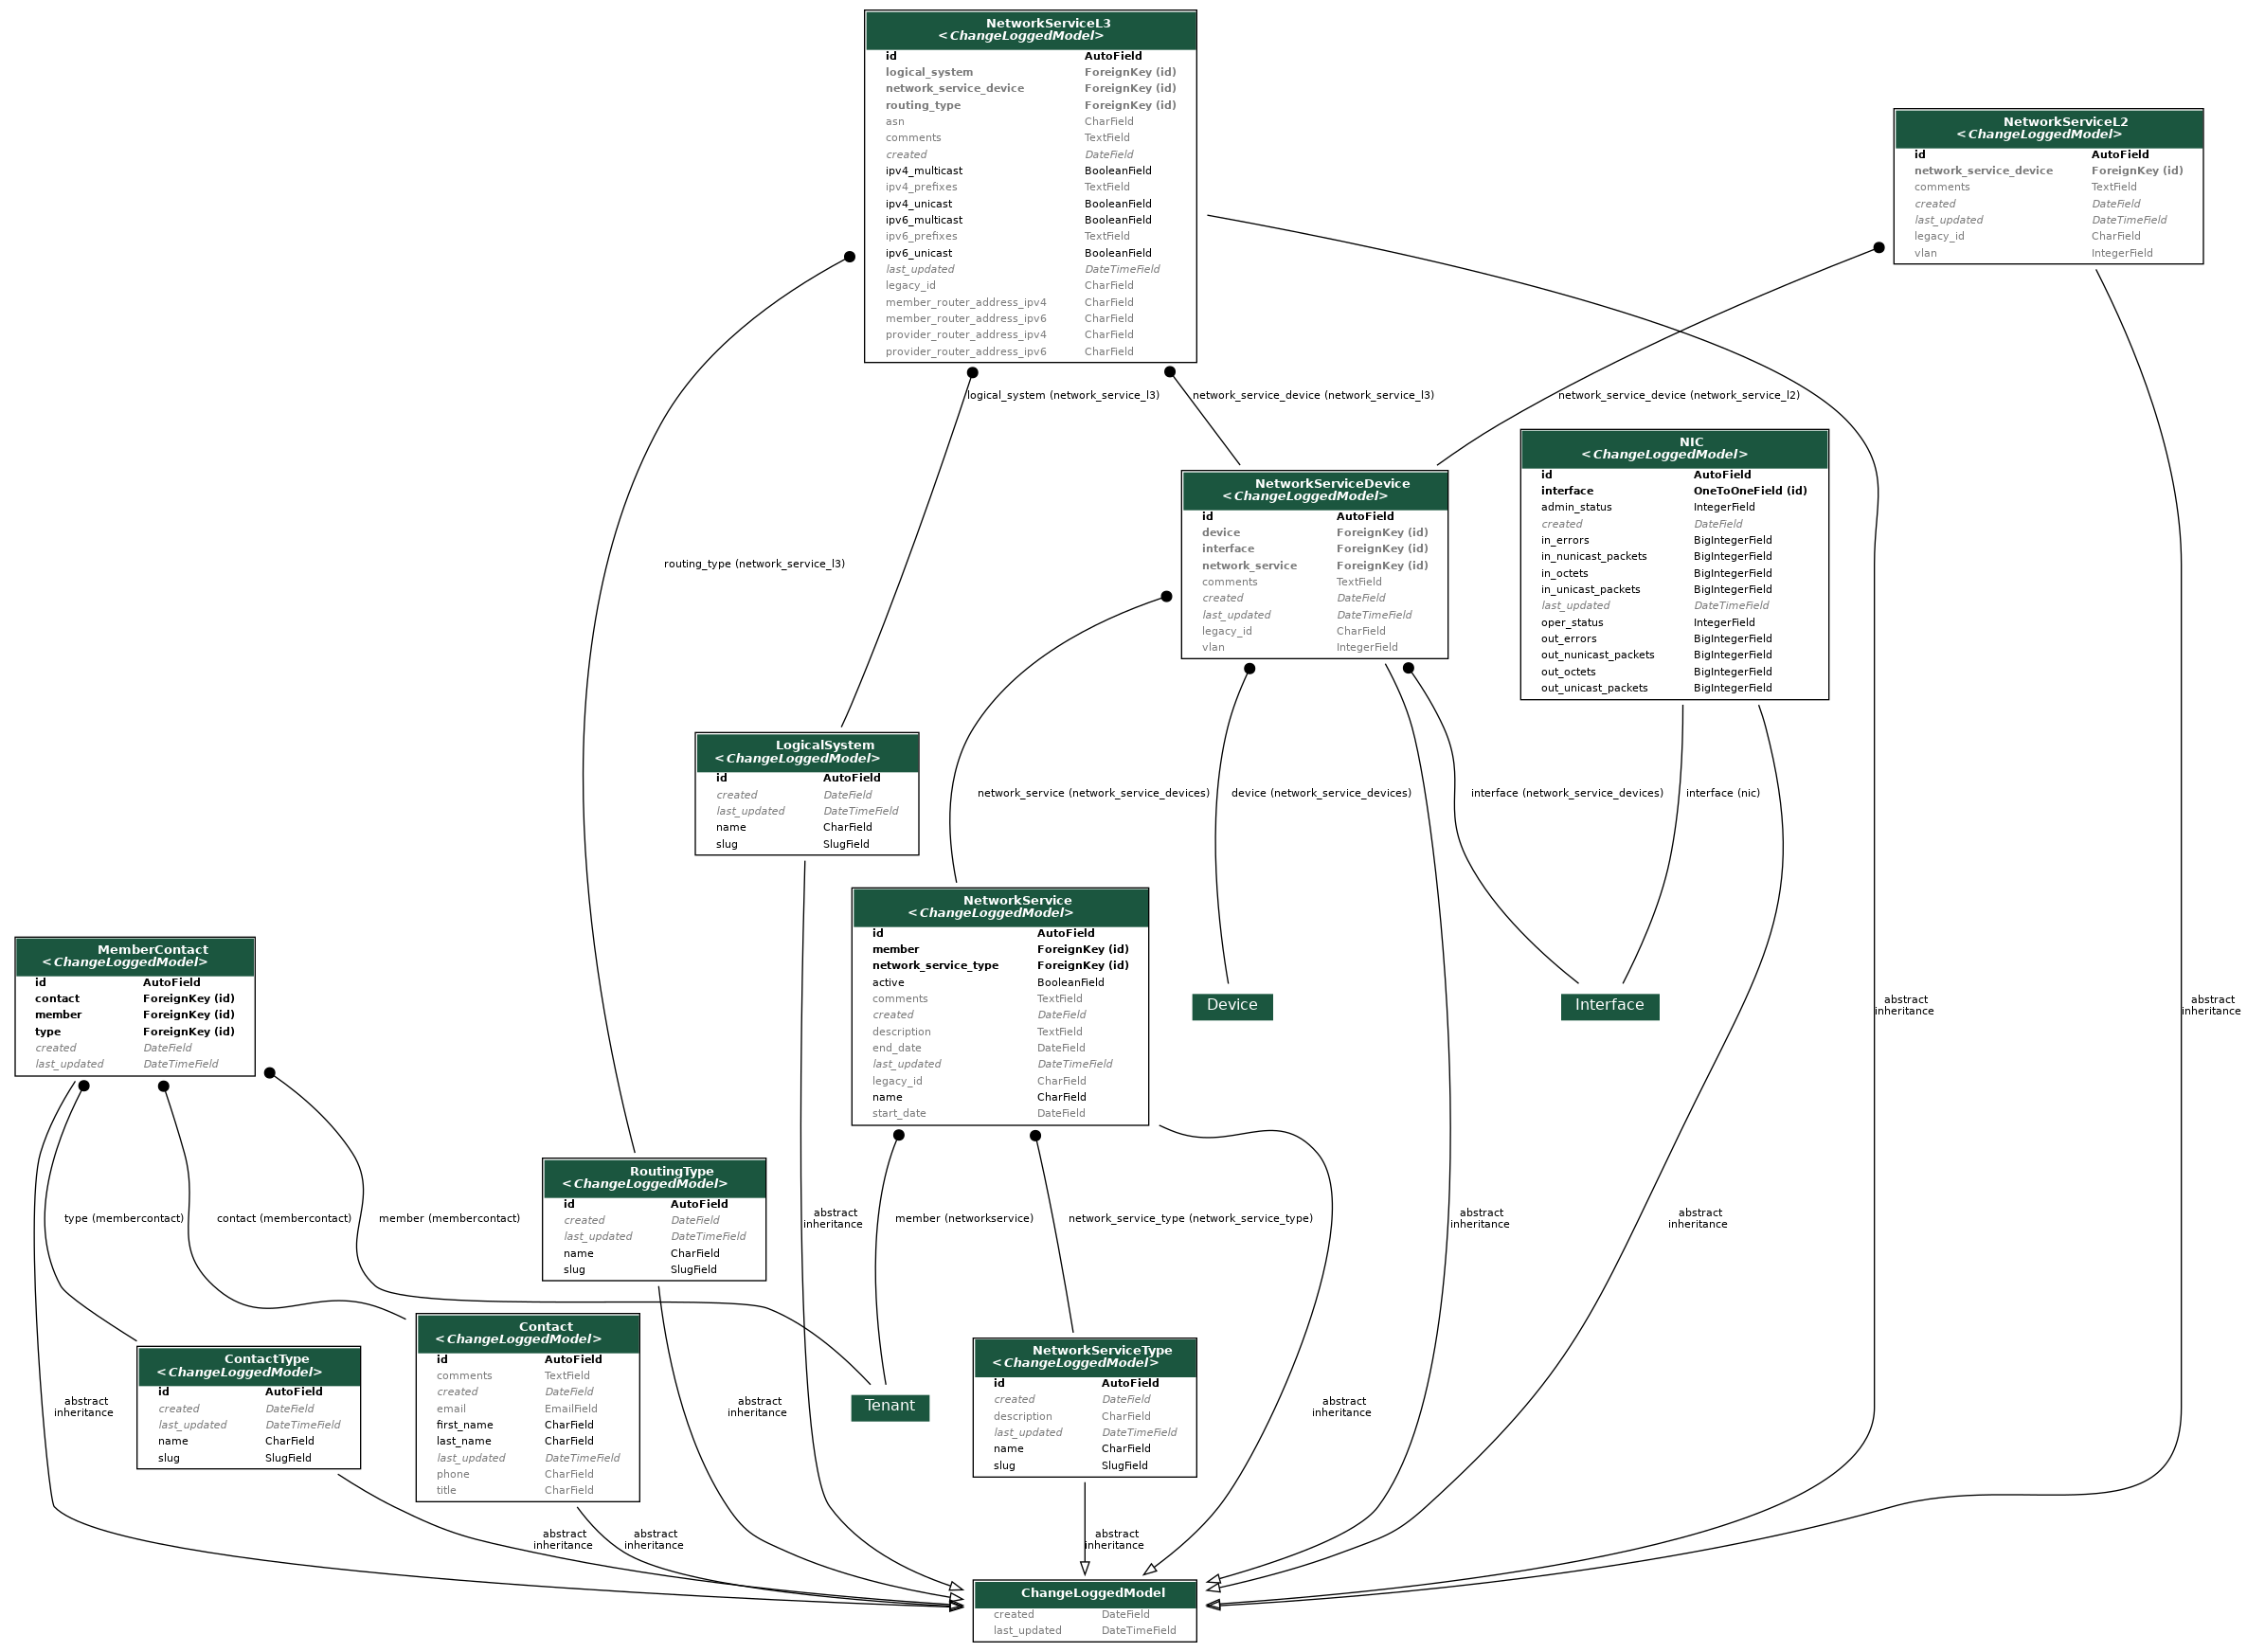 NetworkServiceL3
<ChangeLoggedModel>
id AutoField
logical_system ForeignKey (id)
network_service_device ForeignKey (id)
routing_type ForeignKey (id)
asn CharField
comments TextField
created DateField
ipv4_multicast BooleanField
ipv4_prefixes TextField
ipv4_unicast BooleanField
ipv6_multicast BooleanField
ipv6_prefixes TextField
ipv6_unicast BooleanField
last_updated DateTimeField
legacy_id CharField
member_router_address_ipv4 CharField
member_router_address_ipv6 CharField
provider_router_address_ipv4 CharField
provider_router_address_ipv6 CharField
NetworkServiceL2
<ChangeLoggedModel>
id AutoField
network_service_device ForeignKey (id)
comments TextField
created DateField
last_updated DateTimeField
legacy_id CharField
vlan IntegerField
logical_system (network_service_l3)
network_service_device (network_service_l3)
network_service_device (network_service_l2)
NIC
<ChangeLoggedModel>
id AutoField
interface OneToOneField (id)
admin_status IntegerField
created DateField
in_errors BigIntegerField
in_nunicast_packets BigIntegerField
in_octets BigIntegerField
in_unicast_packets BigIntegerField
last_updated DateTimeField
oper_status IntegerField
out_errors BigIntegerField
out_nunicast_packets BigIntegerField
out_octets BigIntegerField
out_unicast_packets BigIntegerField
NetworkServiceDevice
<ChangeLoggedModel>
id AutoField
device ForeignKey (id)
interface ForeignKey (id)
network_service ForeignKey (id)
comments TextField
created DateField
last_updated DateTimeField
legacy_id CharField
vlan IntegerField
routing_type (network_service_l3)
LogicalSystem
<ChangeLoggedModel>
id AutoField
created DateField
last_updated DateTimeField
name CharField
slug SlugField
network_service (network_service_devices)
device (network_service_devices)
interface (network_service_devices)
interface (nic)
NetworkService
<ChangeLoggedModel>
id AutoField
member ForeignKey (id)
network_service_type ForeignKey (id)
active BooleanField
comments TextField
created DateField
description TextField
end_date DateField
last_updated DateTimeField
legacy_id CharField
name CharField
start_date DateField
MemberContact
<ChangeLoggedModel>
id AutoField
contact ForeignKey (id)
member ForeignKey (id)
type ForeignKey (id)
created DateField
last_updated DateTimeField
Device
Interface
abstract
inheritance
abstract
inheritance
RoutingType
<ChangeLoggedModel>
id AutoField
created DateField
last_updated DateTimeField
name CharField
slug SlugField
type (membercontact)
contact (membercontact)
member (membercontact)
abstract
inheritance
member (networkservice)
network_service_type (network_service_type)
abstract
inheritance
abstract
inheritance
ContactType
<ChangeLoggedModel>
id AutoField
created DateField
last_updated DateTimeField
name CharField
slug SlugField
Contact
<ChangeLoggedModel>
id AutoField
comments TextField
created DateField
email EmailField
first_name CharField
last_name CharField
last_updated DateTimeField
phone CharField
title CharField
Tenant
NetworkServiceType
<ChangeLoggedModel>
id AutoField
created DateField
description CharField
last_updated DateTimeField
name CharField
slug SlugField
abstract
inheritance
abstract
inheritance
abstract
inheritance
abstract
inheritance
abstract
inheritance
abstract
inheritance
ChangeLoggedModel
created DateField
last_updated DateTimeField